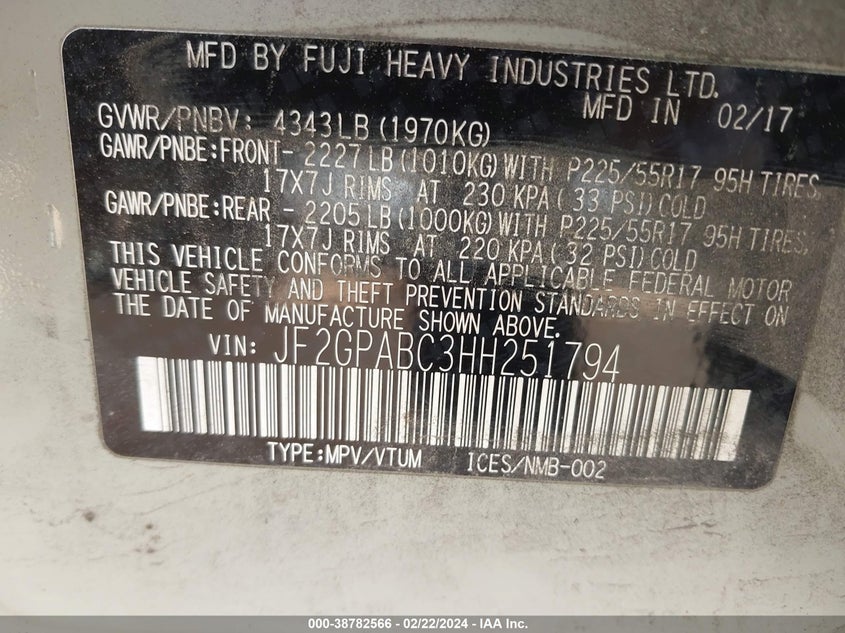 MFD BY FUJI HEAVY INDUSTRIES LTD.
MFD IN 02/17
GVWR/PNBV: 4343LB(1970KG)
GAWR/PNBE:FRONT- 2227LB(1010KG)WITH P225/55R17 95H TIRES,
17X7J RIMS AT 230 KPA( 33 PSI)COLD
GAWR/PNBE:REAR - 2205LB(1000KG)WITH P225/55R17 95H TIRES,
17X7J RIMS AT 220 KPA( 32 PSI)COLD
THIS VEHICLE CONFORMS TO ALL APPLICABLE FEDERAL MOTOR
VEHICLE SAFETY AND THEFT PREVENTION STANDARDS IN EFFECT ON
THE DATE OF MANUFACTURE SHOWN ABOVE.
VIN: JF2GPABC3HH251794
TYPE:MPV/VTUM ICES/NMB-002
000-38782566 - 02/22/2024 - IAA Inc.